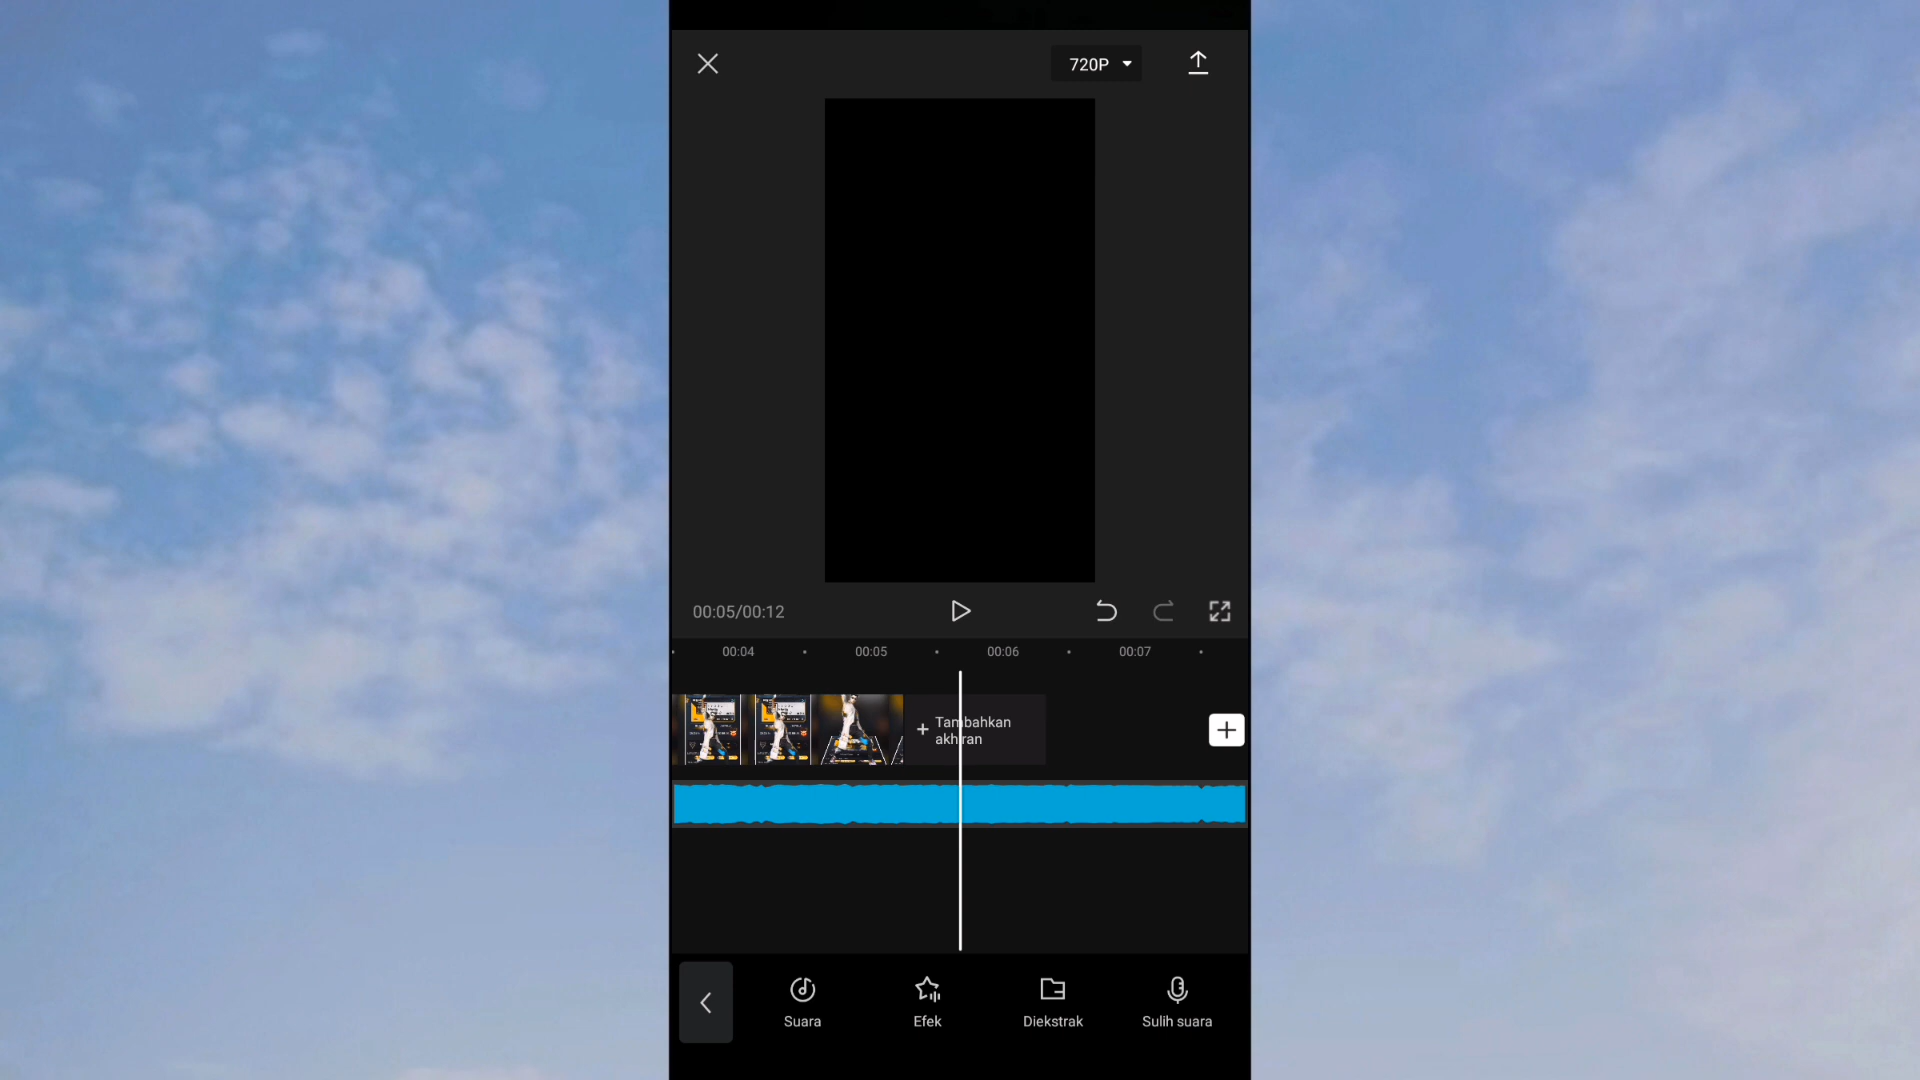 720P
00:05/00:12
00:04
00:05
00:06
00:07
+ Tambahkan
akhiran
Suara
Efek
Diekstrak
Sulih suara